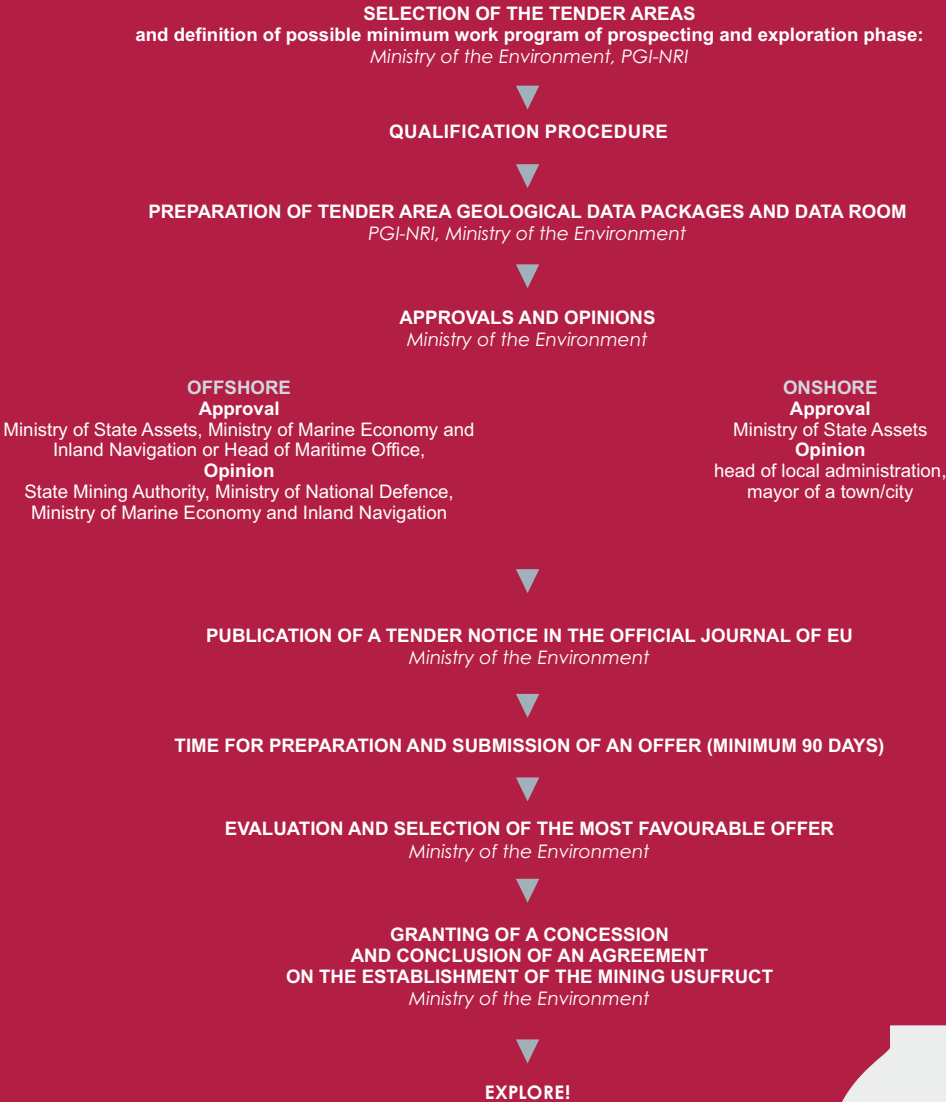 SELECTION OF THE TENDER AREAS
and definition of possible minimum work program of prospecting and exploration phase:
Ministry of the Environment, PGI-NRI
QUALIFICATION PROCEDURE
PREPARATION OF TENDER AREA GEOLOGICAL DATA PACKAGES AND DATA ROOM
PGI-NRI, Ministry of the Environment
APPROVALS AND OPINIONS
Ministry of the Environment
OFFSHORE
Approval
Ministry of State Assets, Ministry of Marine Economy and
Inland Navigation or Head of Maritime Office,
Opinion
State Mining Authority, Ministry of National Defence,
Ministry of Marine Economy and Inland Navigation
ONSHORE
Approval
Ministry of State Assets
Opinion
head of local administration,
mayor of a town/city
PUBLICATION OF A TENDER NOTICE IN THE OFFICIAL JOURNAL OF EU
Ministry of the Environment
TIME FOR PREPARATION AND SUBMISSION OF AN OFFER (MINIMUM 90 DAYS)
EVALUATION AND SELECTION OF THE MOST FAVOURABLE OFFER
Ministry of the Environment
GRANTING OF A CONCESSION
AND CONCLUSION OF AN AGREEMENT
ON THE ESTABLISHMENT OF THE MINING USUFRUCT
Ministry of the Environment
EXPLORE!